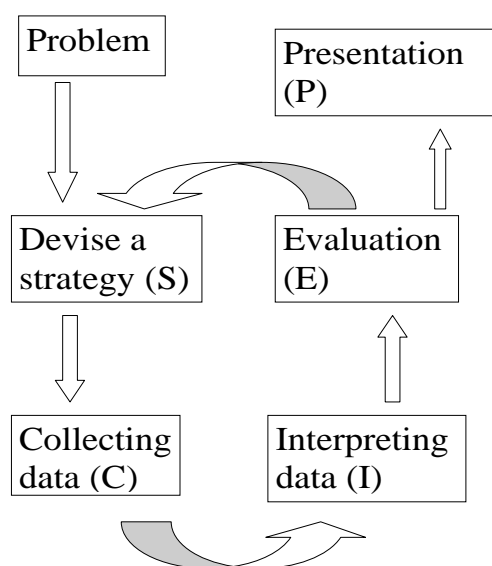 Problem
Presentation
(P)
Devise a
strategy (S)
Evaluation
(E)
Collecting
data (C)
Interpreting
data (I)